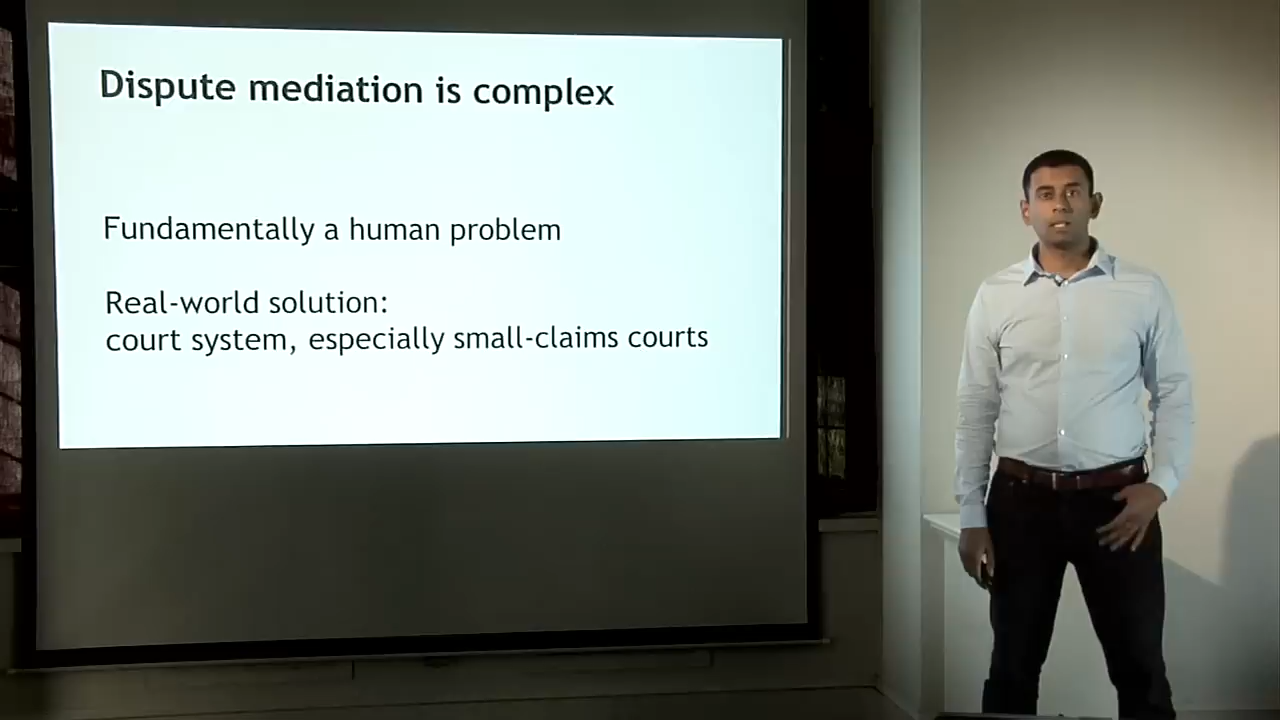 Dispute mediation is complex
Fundamentally a human problem
Real-world solution:
court system, especially small-claims courts